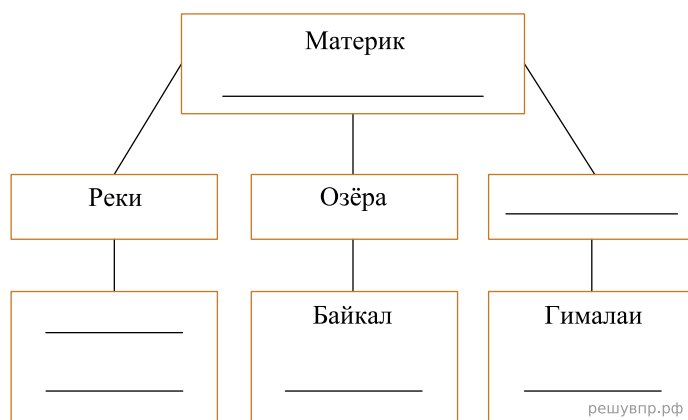 Материк
Реки
Озёра
Байкал
Гималаи
решувпр.рф